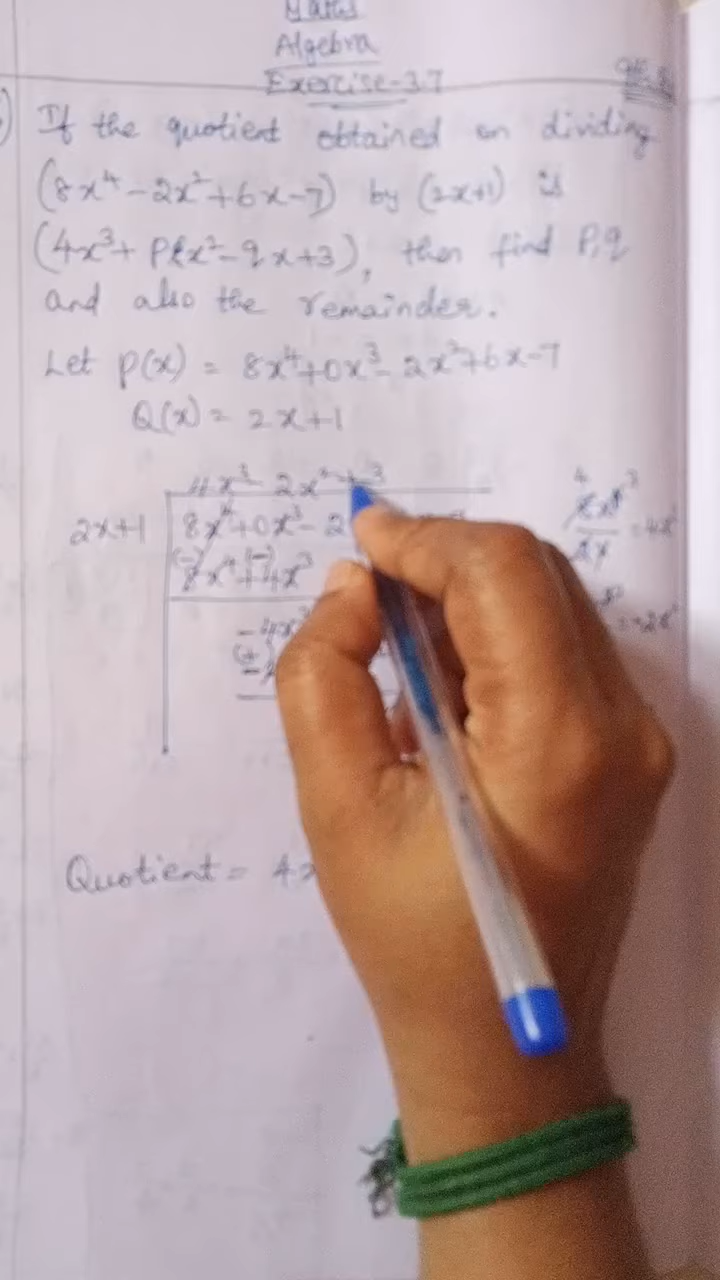 Maths
Algebra
Exercise-3.7
If the quotient obtained on dividing
(8x⁴-2x²+6x-7) by (2x+1) is
(4x³+ Px²-qx+3), then find P,q
and also the remainder.
Let P(x) = 8x⁴+0x³-2x²+6x-7
Q(x) = 2x+1
4x³-2x²+3
2x+1 8x⁴+0x³-2
(-)8x⁴+(-)4x³
-4x³
(+)
Quotient = 4x